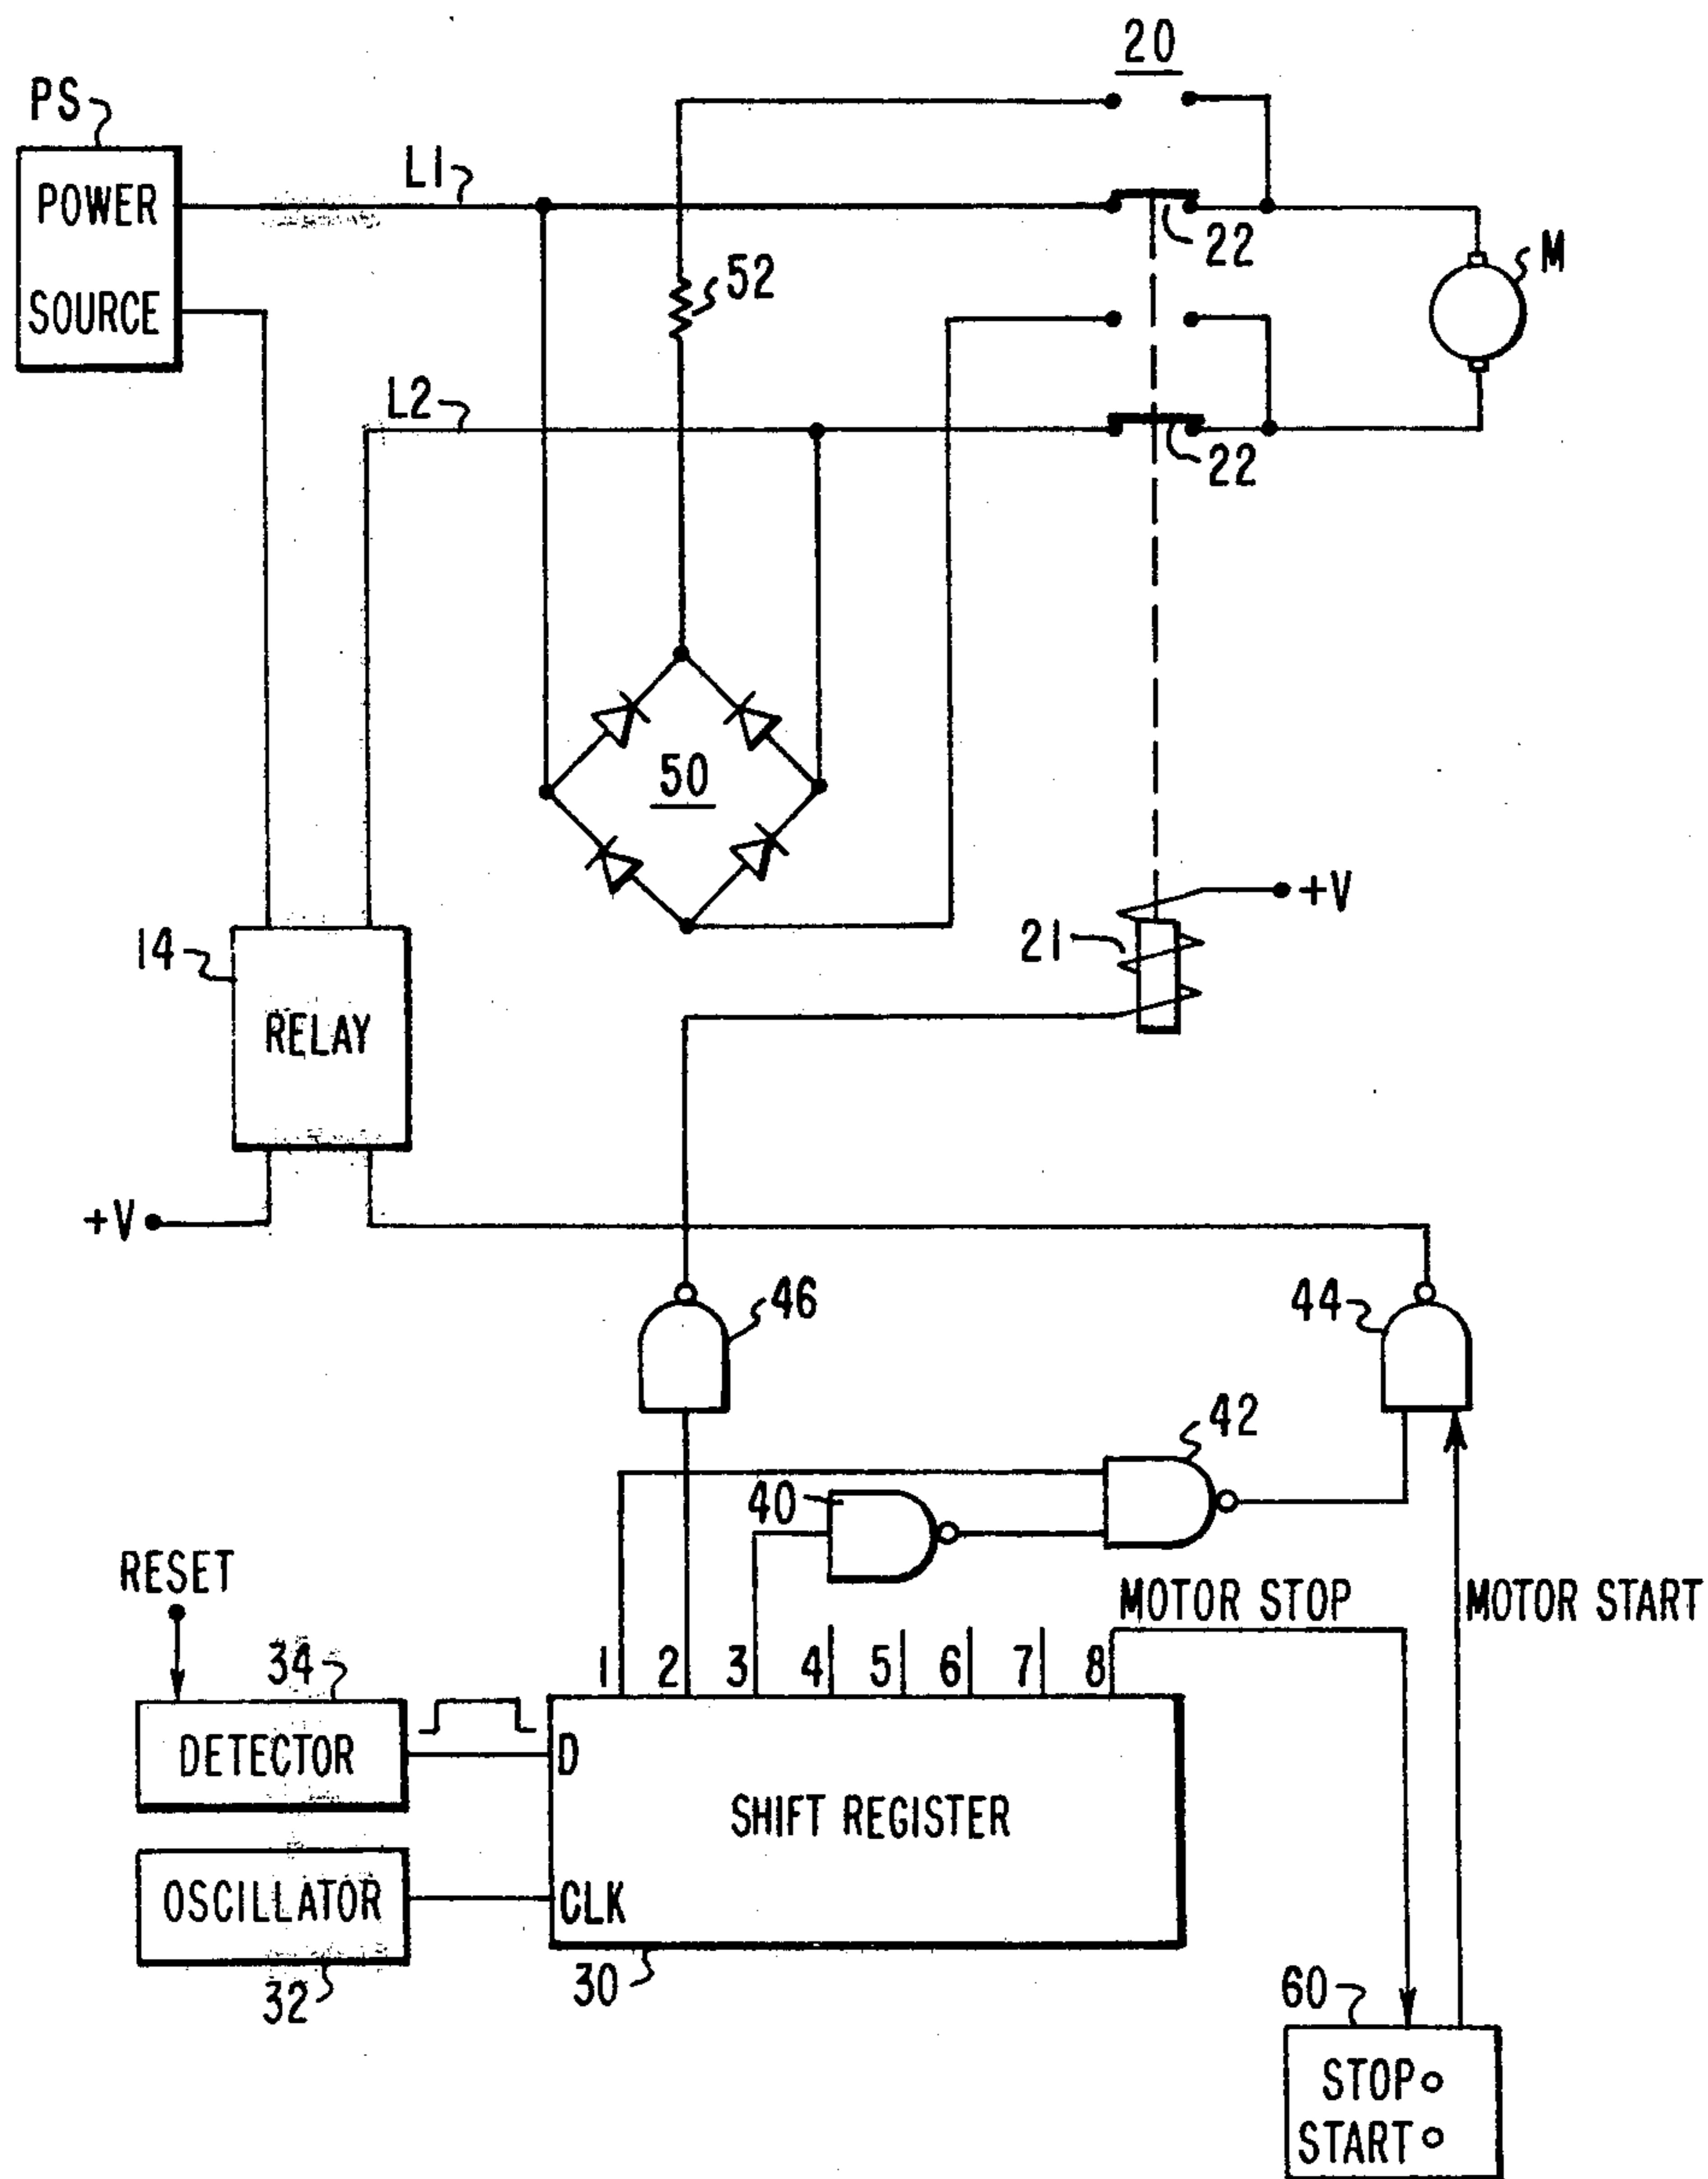 20
PS
POWER
SOURCE
L1
22
M
52
L2
22
50
+V
21
14
RELAY
+V
46
44
42
40
RESET
MOTOR STOP
MOTOR START
34
1 2 3 4 5 6 7 8
DETECTOR
D
SHIFT REGISTER
OSCILLATOR
CLK
32
30
60
STOP
START